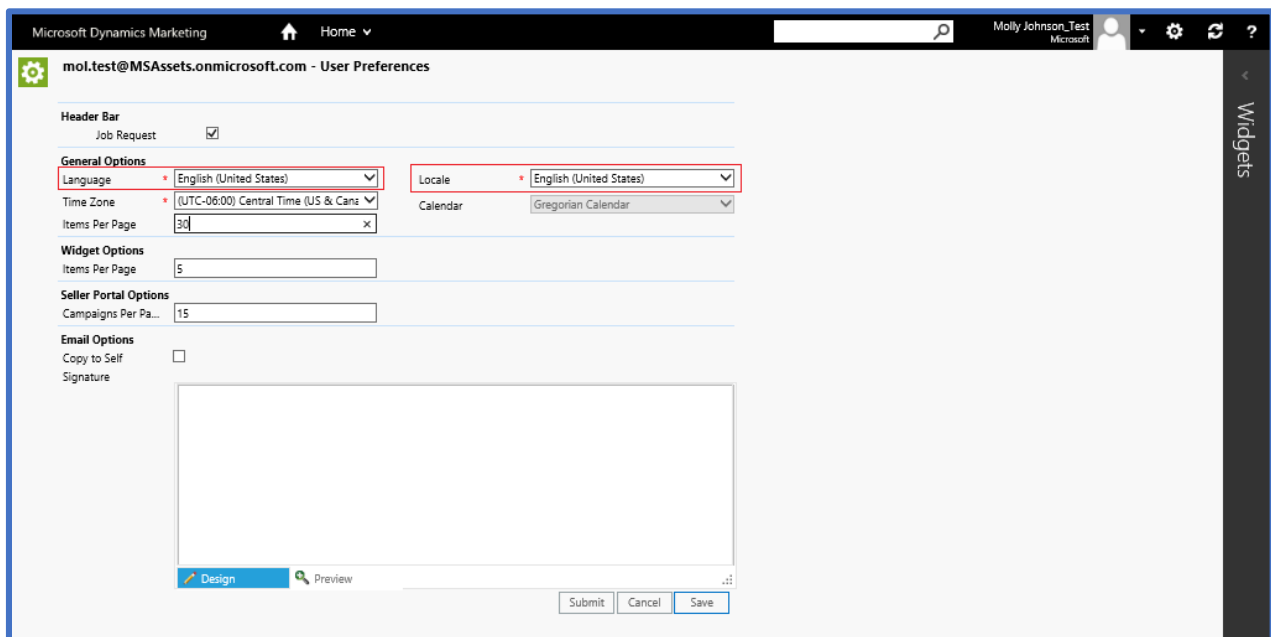 Microsoft Dynamics Marketing Home Molly Johnson_Test
Microsoft
?
mol.test@MSAssets.onmicrosoft.com - User Preferences
Widgets
Header Bar
Job Request
General Options
Language * English (United States) Locale * English (United States)
Time Zone * (UTC-06:00) Central Time (US & Cana Calendar Gregorian Calendar
Items Per Page 30 ×
Widget Options
Items Per Page 5
Seller Portal Options
Campaigns Per Pa... 15
Email Options
Copy to Self
Signature
Design Preview
Submit Cancel Save